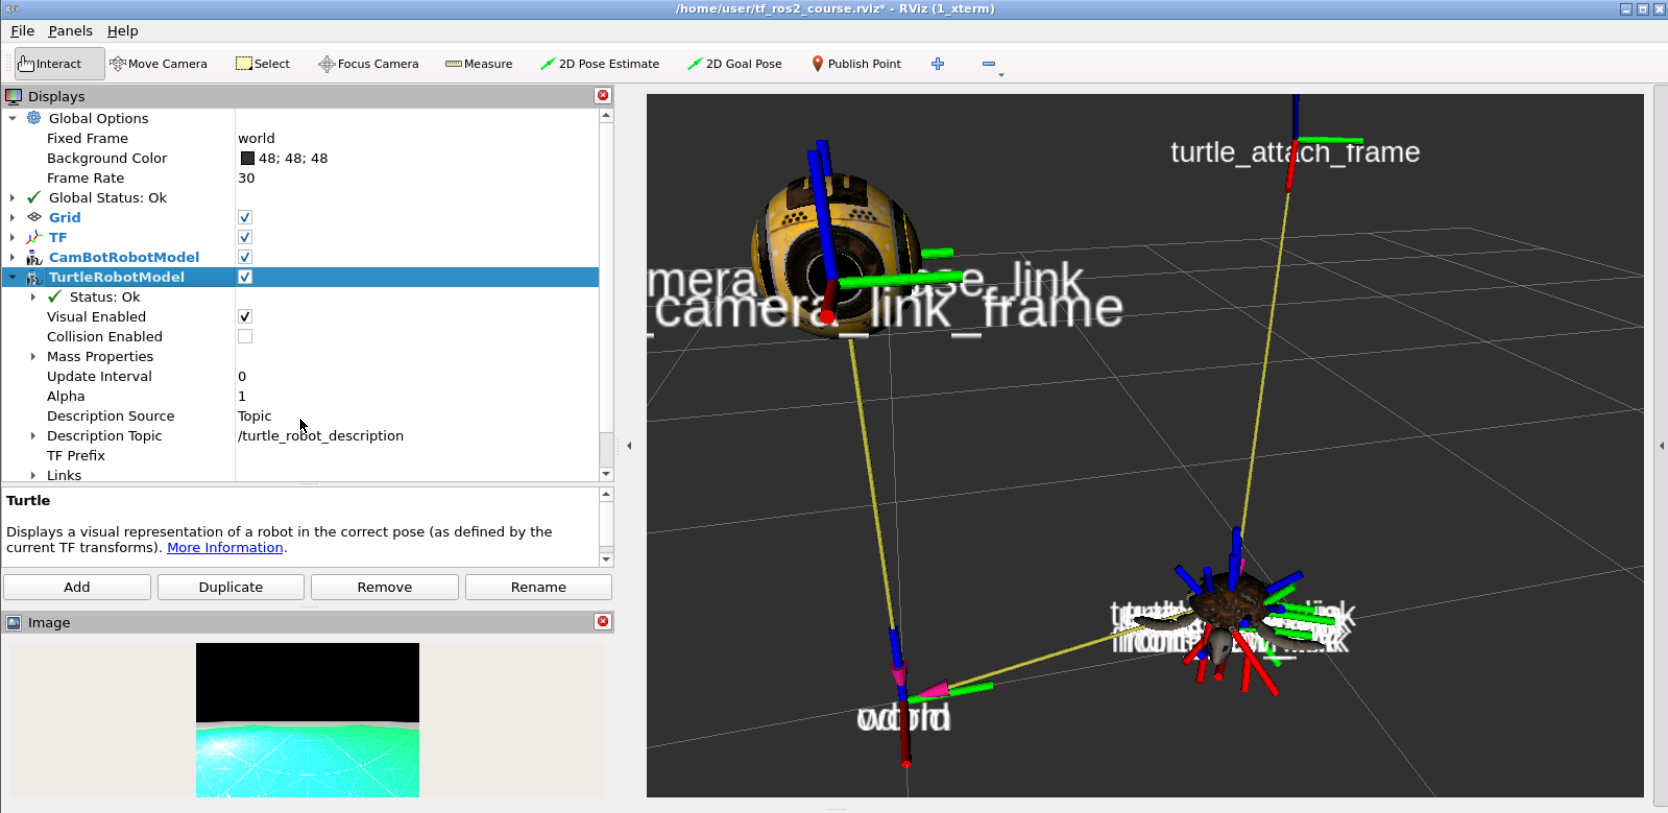 /home/user/tf_ros2_course.rviz* - RViz (1_xterm)
File Panels Help
Interact Move Camera Select Focus Camera Measure 2D Pose Estimate 2D Goal Pose Publish Point
Displays
Global Options
Fixed Frame world
Background Color 48; 48; 48
Frame Rate 30
Global Status: Ok
Grid
TF
CamBotRobotModel
TurtleRobotModel
Status: Ok
Visual Enabled
Collision Enabled
Mass Properties
Update Interval 0
Alpha 1
Description Source Topic
Description Topic /turtle_robot_description
TF Prefix
Links
Turtle
Displays a visual representation of a robot in the correct pose (as defined by the
current TF transforms). More Information.
Add Duplicate Remove Rename
Image
turtle_attach_frame
_link
camera_link_frame
world